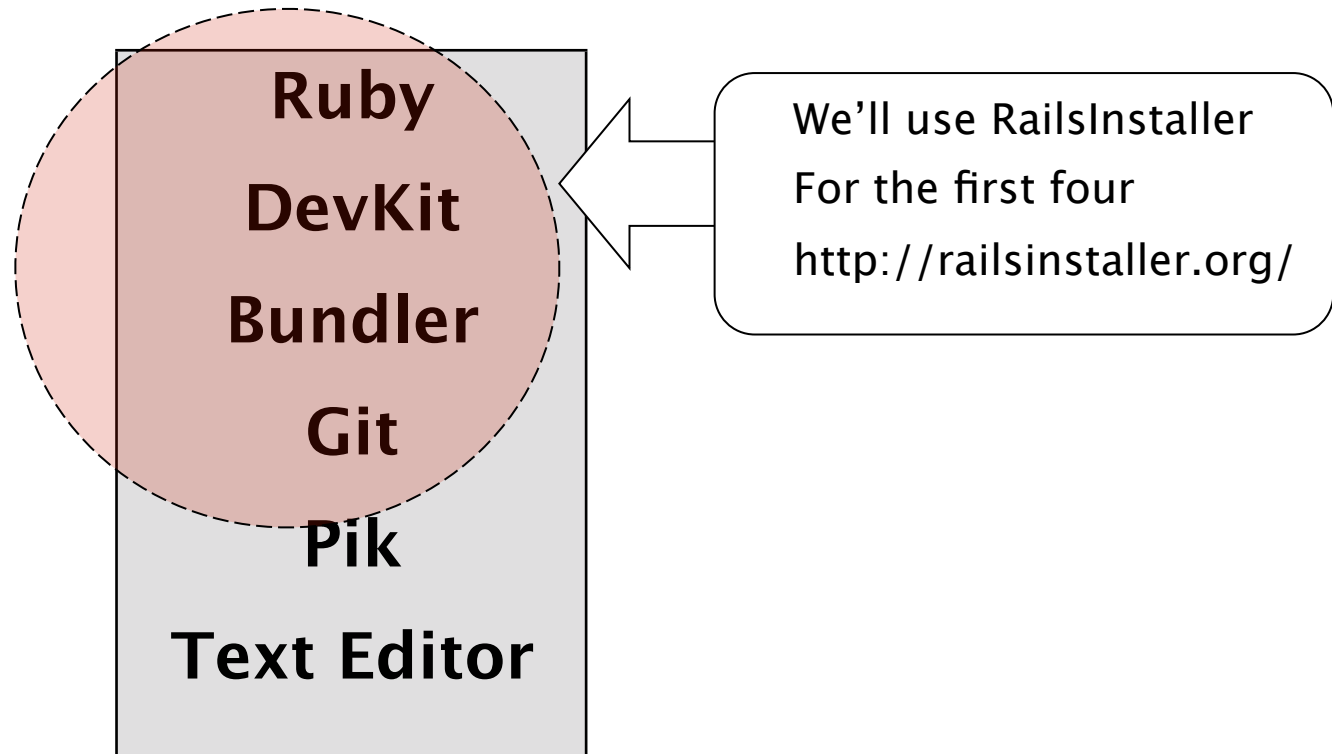 Ruby
DevKit
Bundler
Git
Pik
Text Editor
We’ll use RailsInstaller
For the first four
http://railsinstaller.org/